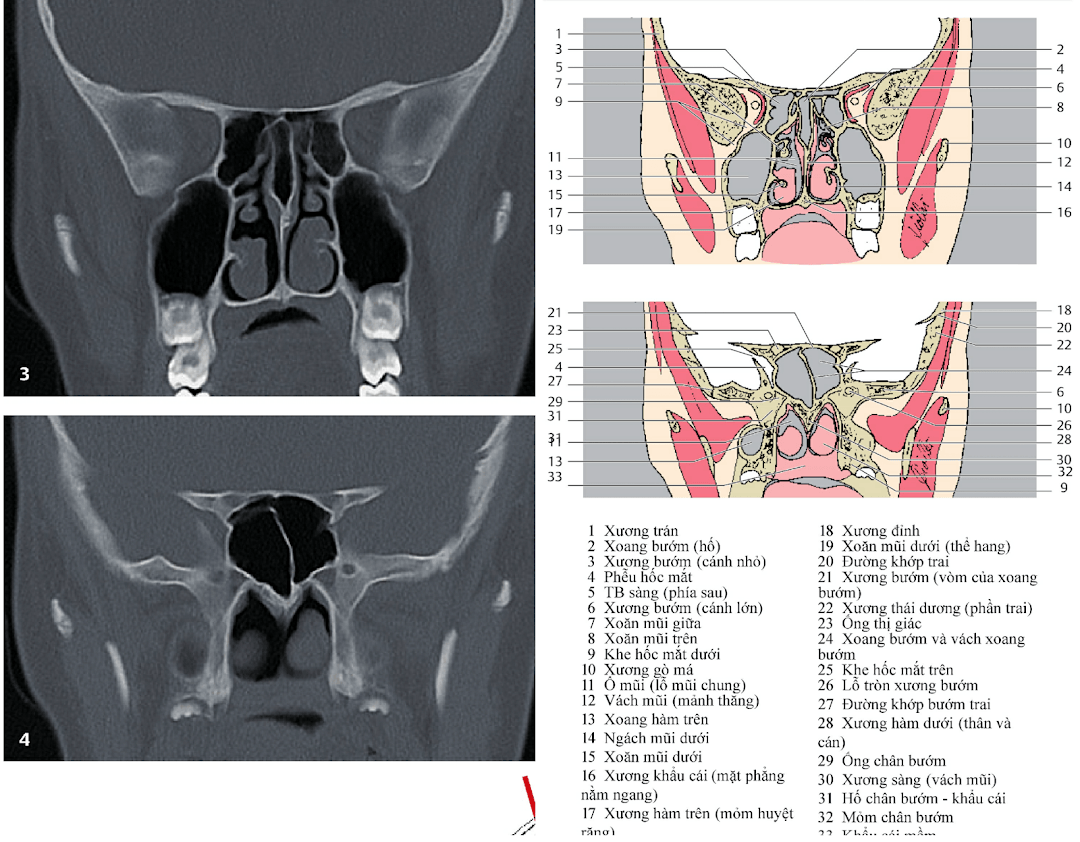 3
4
1
3
5
7
9
11
13
15
17
19
2
4
6
8
10
12
14
16
21
23
25
4
27
29
31
11
13
33
18
20
22
24
6
10
26
28
30
32
9
1 Xương trán
2 Xoang bướm (hố)
3 Xương bướm (cánh nhỏ)
4 Phễu hốc mắt
5 TB sàng (phía sau)
6 Xương bướm (cánh lớn)
7 Xoăn mũi giữa
8 Xoăn mũi trên
9 Khe hốc mắt dưới
10 Xương gò má
11 Ổ mũi (lỗ mũi chung)
12 Vách mũi (mảnh thẳng)
13 Xoang hàm trên
14 Ngách mũi dưới
15 Xoăn mũi dưới
16 Xương khẩu cái (mặt phẳng
nằm ngang)
17 Xương hàm trên (mỏm huyệt
răng)
18 Xương đỉnh
19 Xoăn mũi dưới (thể hang)
20 Đường khớp trai
21 Xương bướm (vòm của xoang
bướm)
22 Xương thái dương (phần trai)
23 Ống thị giác
24 Xoang bướm và vách xoang
bướm
25 Khe hốc mắt trên
26 Lỗ tròn xương bướm
27 Đường khớp bướm trai
28 Xương hàm dưới (thân và
cán)
29 Ống chân bướm
30 Xương sàng (vách mũi)
31 Hố chân bướm - khẩu cái
32 Mỏm chân bướm
33 Khẩu cái mềm